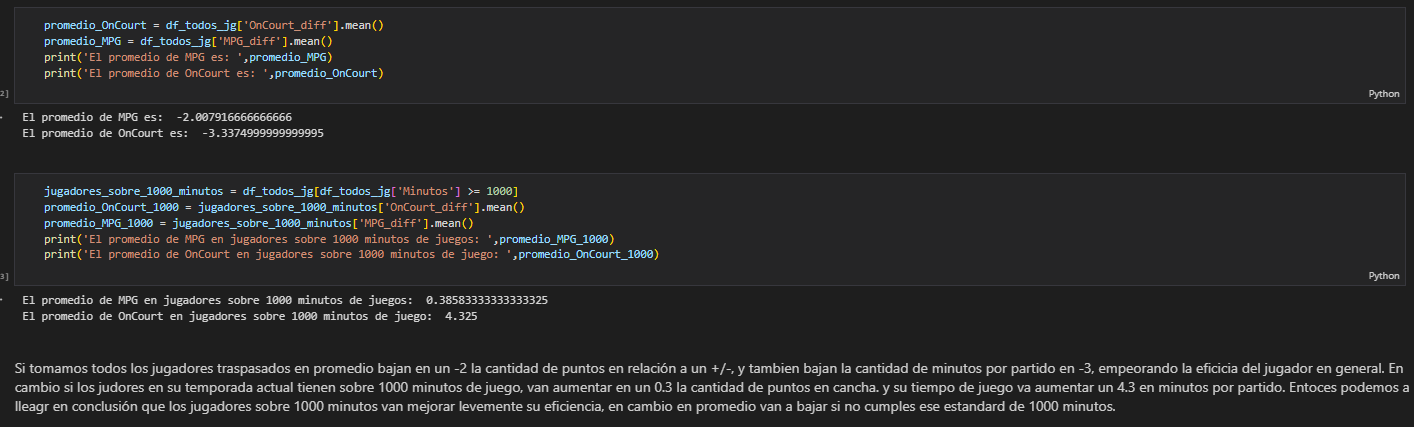 promedio_OnCourt = df_todos_jg['OnCourt_diff'].mean()
promedio_MPG = df_todos_jg['MPG_diff'].mean()
print('El promedio de MPG es: ',promedio_MPG)
print('El promedio de OnCourt es: ',promedio_OnCourt)
2]
Python
El promedio de MPG es:  -2.007916666666666
El promedio de OnCourt es:  -3.3374999999999995
jugadores_sobre_1000_minutos = df_todos_jg[df_todos_jg['Minutos'] >= 1000]
promedio_OnCourt_1000 = jugadores_sobre_1000_minutos['OnCourt_diff'].mean()
promedio_MPG_1000 = jugadores_sobre_1000_minutos['MPG_diff'].mean()
print('El promedio de MPG en jugadores sobre 1000 minutos de juegos: ',promedio_MPG_1000)
print('El promedio de OnCourt en jugadores sobre 1000 minutos de juego: ',promedio_OnCourt_1000)
3]
Python
El promedio de MPG en jugadores sobre 1000 minutos de juegos:  0.38583333333333325
El promedio de OnCourt en jugadores sobre 1000 minutos de juego:  4.325
Si tomamos todos los jugadores traspasados en promedio bajan en un -2 la cantidad de puntos en relación a un +/-, y tambien bajan la cantidad de minutos por partido en -3, empeorando la eficicia del jugador en general. En
cambio si los judores en su temporada actual tienen sobre 1000 minutos de juego, van aumentar en un 0.3 la cantidad de puntos en cancha. y su tiempo de juego va aumentar un 4.3 en minutos por partido. Entoces podemos a
lleagr en conclusión que los jugadores sobre 1000 minutos van mejorar levemente su eficiencia, en cambio en promedio van a bajar si no cumples ese estandard de 1000 minutos.